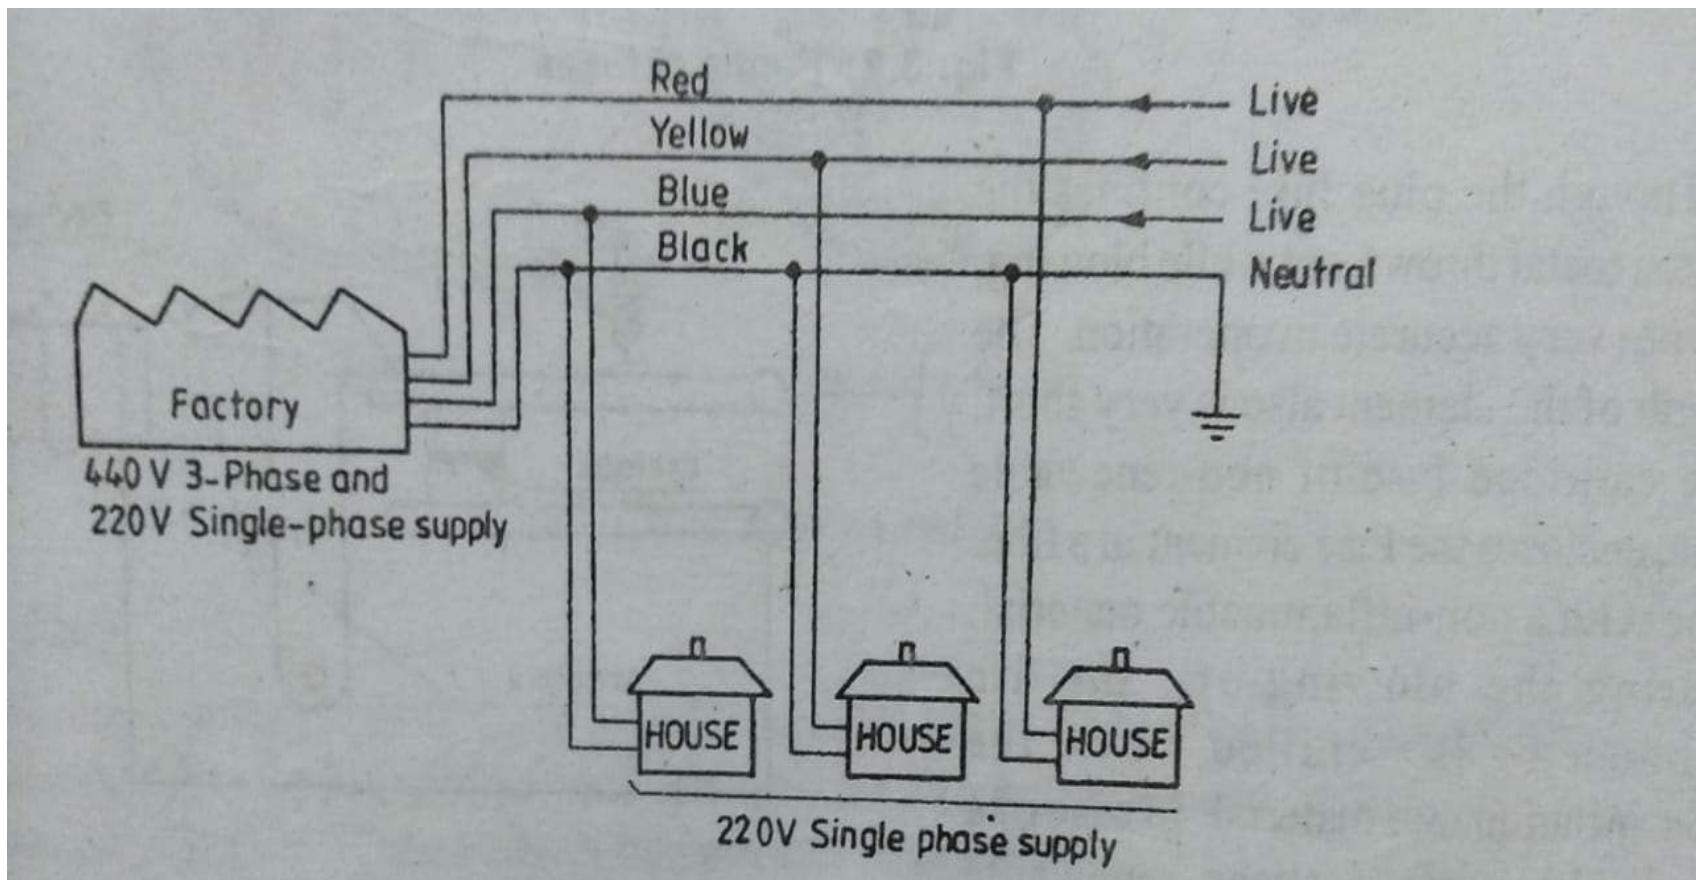 Red
Live
Yellow
Live
Blue
Live
Black
Neutral
Factory
440 V 3-Phase and
220V Single-phase supply
HOUSE
HOUSE
HOUSE
220V Single phase supply